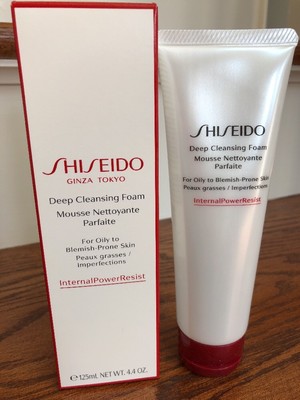 SHISEIDO
GINZA TOKYO
Deep Cleansing Foam
Mousse Nettoyante
Parfaite
For Oily to
Blemish-Prone Skin
Peaux grasses /
Imperfections
InternalPowerResist
℮125mL NET WT. 4.4 OZ.
SHISEIDO
Deep Cleansing Foam
Mousse Nettoyante
Parfaite
For Oily to Blemish-Prone Skin
Peaux grasses / Imperfections
InternalPowerResist